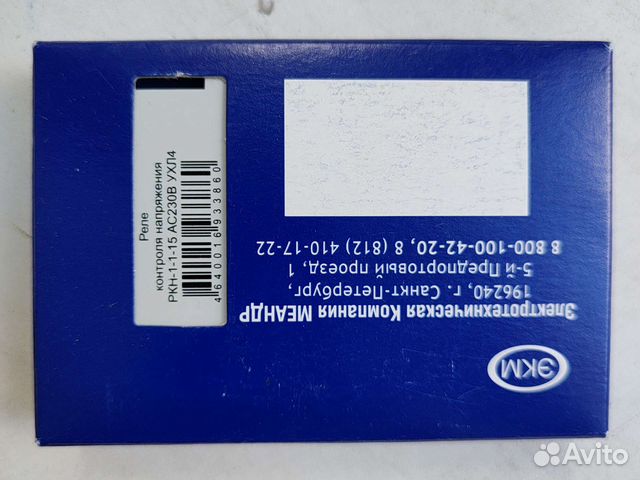 ЭКМ
Электротехническая Компания МЕАНДР
196240, г. Санкт-Петербург,
5-й Предпортовый проезд, 1
8 800-100-42-20, 8 (812) 410-17-22
Реле
контроля напряжения
РКН-1-1-15 АС230В УХЛ4
4640016933860
Avito